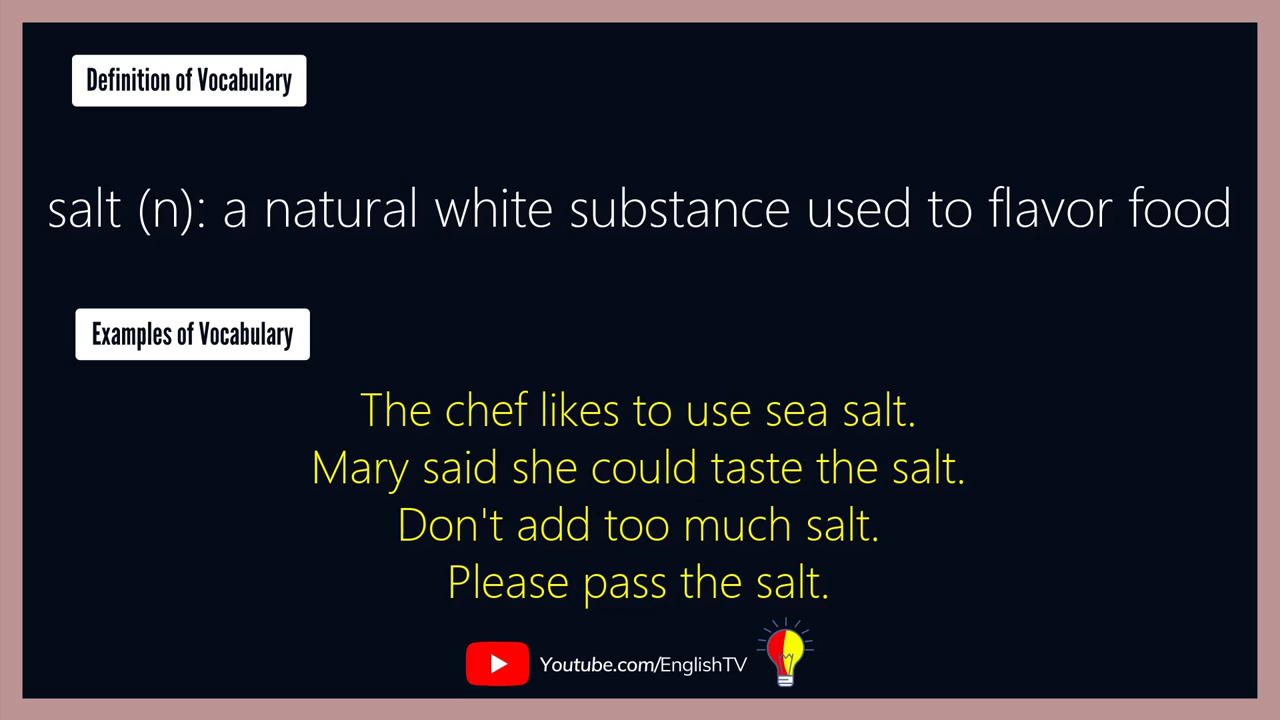 Definition of Vocabulary
salt (n): a natural white substance used to flavor food
Examples of Vocabulary
The chef likes to use sea salt.
Mary said she could taste the salt.
Don't add too much salt.
Please pass the salt.
Youtube.com/EnglishTV